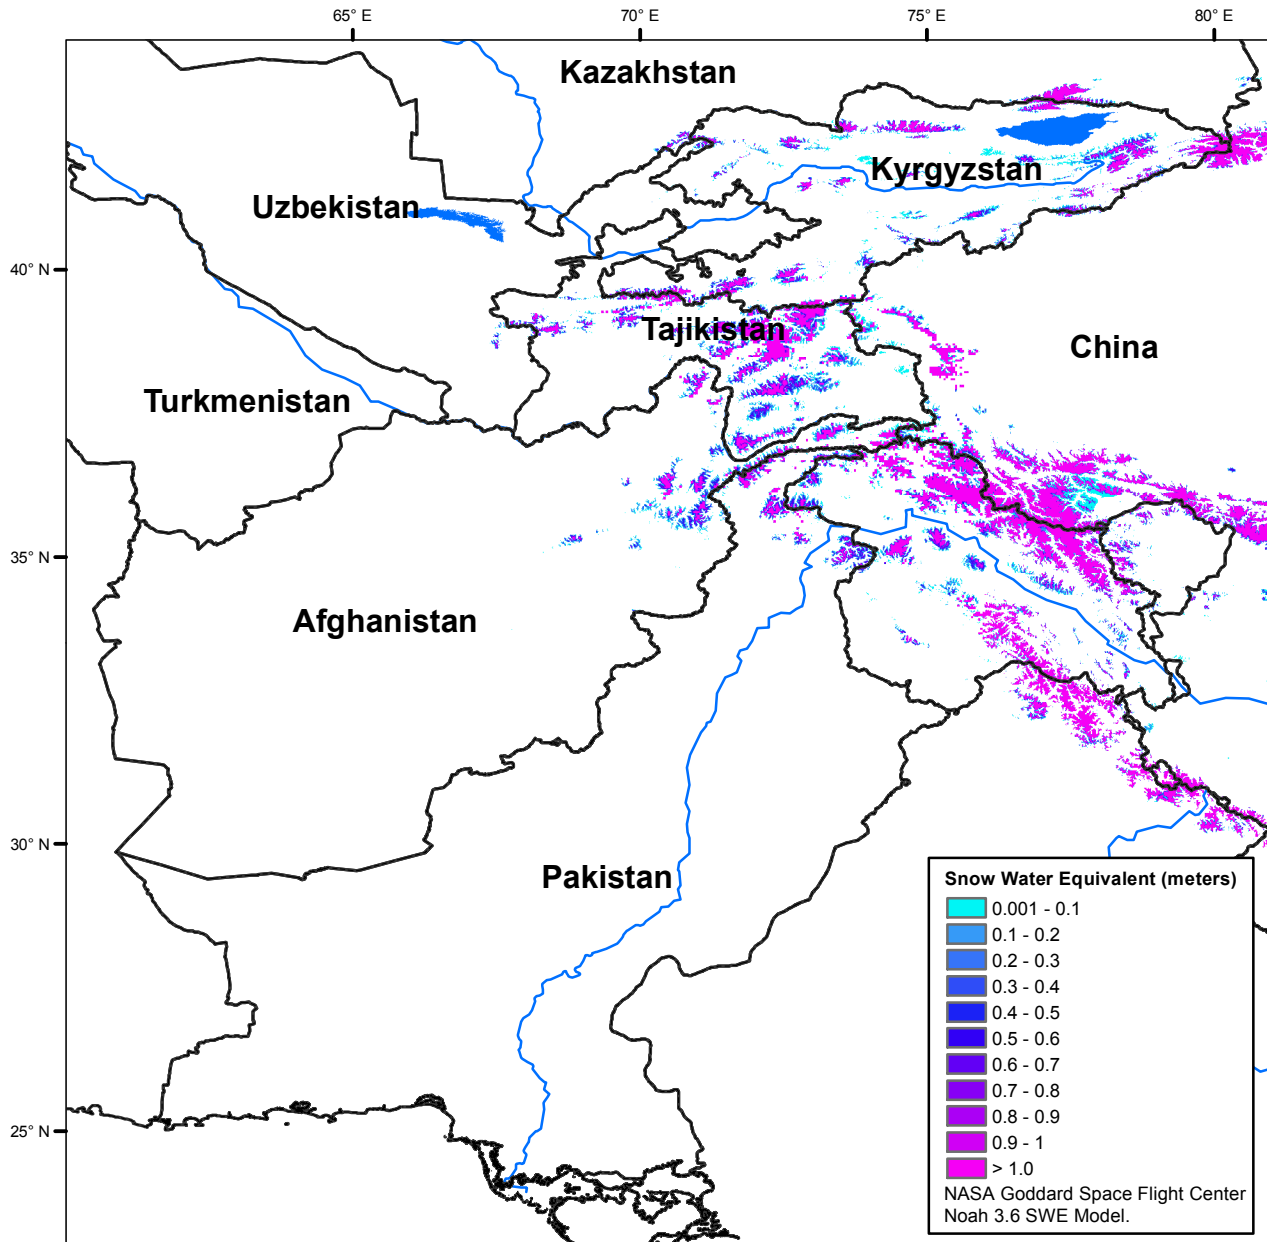 65° E
70° E
75° E
80° E
Kazakhstan
Kyrgyzstan
Uzbekistan
40° N
Tajikistan
China
Turkmenistan
35° N
Afghanistan
30° N
Pakistan
25° N
Snow Water Equivalent (meters)
0.001 - 0.1
0.1 - 0.2
0.2 - 0.3
0.3 - 0.4
0.4 - 0.5
0.5 - 0.6
0.6 - 0.7
0.7 - 0.8
0.8 - 0.9
0.9 - 1
> 1.0
NASA Goddard Space Flight Center
Noah 3.6 SWE Model.